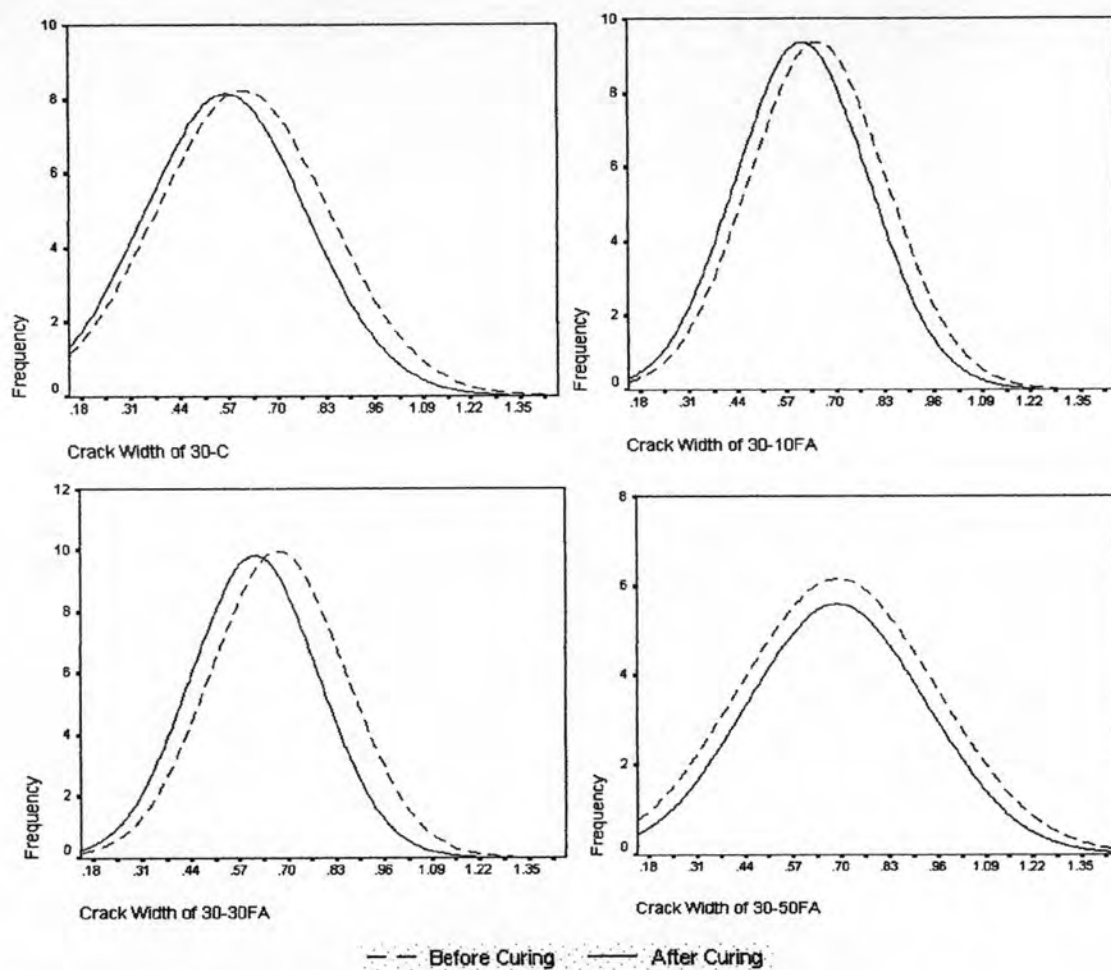 10
8
6
4
2
0
Frequency
.18 .31 .44 .57 .70 .83 .96 1.09 1.22 1.35
Crack Width of 30-C
10
8
6
4
2
0
Frequency
.18 .31 .44 .57 .70 .83 .96 1.09 1.22 1.35
Crack Width of 30-10FA
12
10
8
6
4
2
0
Frequency
.18 .31 .44 .57 .70 .83 .96 1.09 1.22 1.35
Crack Width of 30-30FA
8
6
4
2
0
Frequency
.18 .31 .44 .57 .70 .83 .96 1.09 1.22 1.35
Crack Width of 30-50FA
Before Curing After Curing